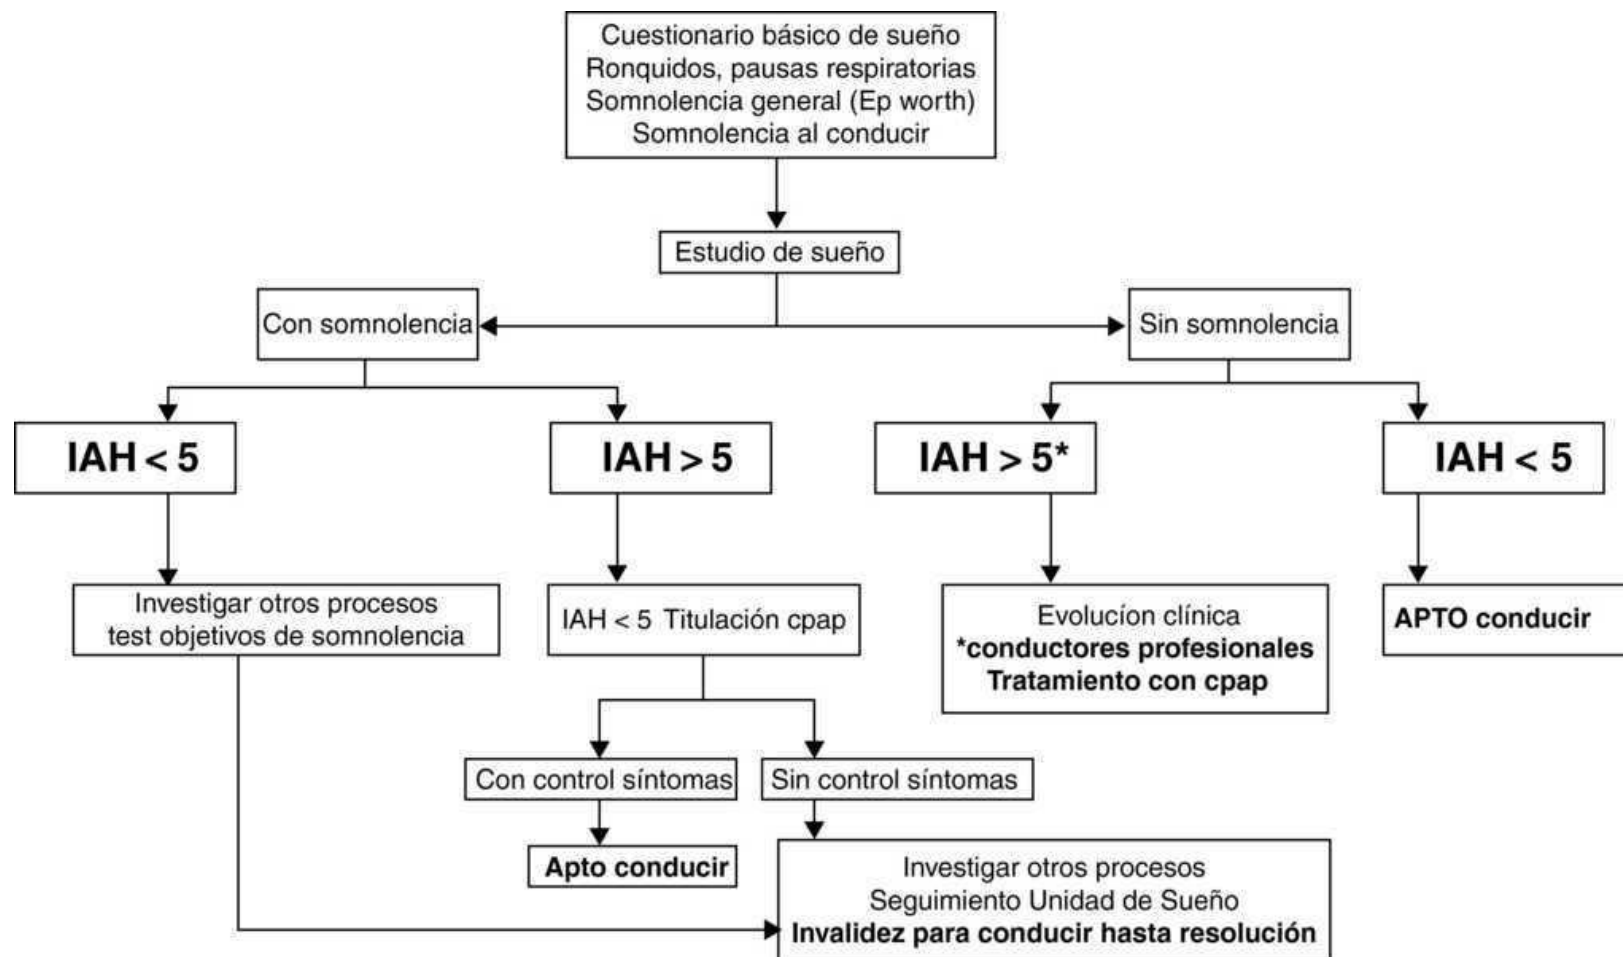 Cuestionario básico de sueño
Ronquidos, pausas respiratorias
Somnolencia general (Ep worth)
Somnolencia al conducir
Estudio de sueño
Con somnolencia
Sin somnolencia
IAH < 5
IAH > 5
IAH > 5*
IAH < 5
Investigar otros procesos
test objetivos de somnolencia
IAH < 5 Titulación cpap
Evolucíon clínica
*conductores profesionales
Tratamiento con cpap
APTO conducir
Con control síntomas
Sin control síntomas
Apto conducir
Investigar otros procesos
Seguimiento Unidad de Sueño
Invalidez para conducir hasta resolución